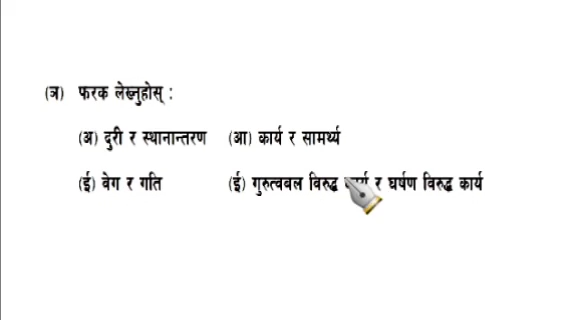 (ञ) फरक लेख्नुहोस् :
(अ) दुरी र स्थानान्तरण (आ) कार्य र सामर्थ्य
(ई) वेग र गति (ई) गुरुत्वबल विरुद्ध कार्य र घर्षण विरुद्ध कार्य